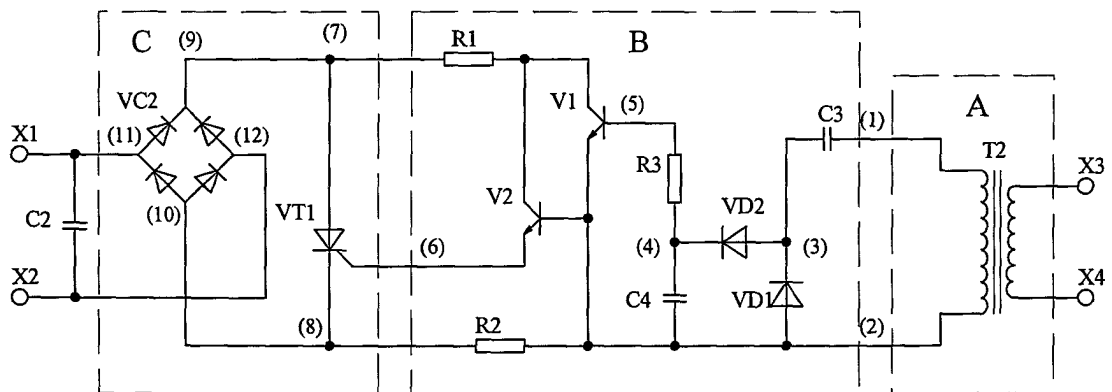 C
(9)
(7)
R1
B
VC2
V1
(5)
C3
(1)
A
X1
(11)
(12)
T2
X3
R3
C2
(10)
VT1
V2
(6)
VD2
(4)
(3)
X2
C4
VD1
X4
(8)
R2
(2)